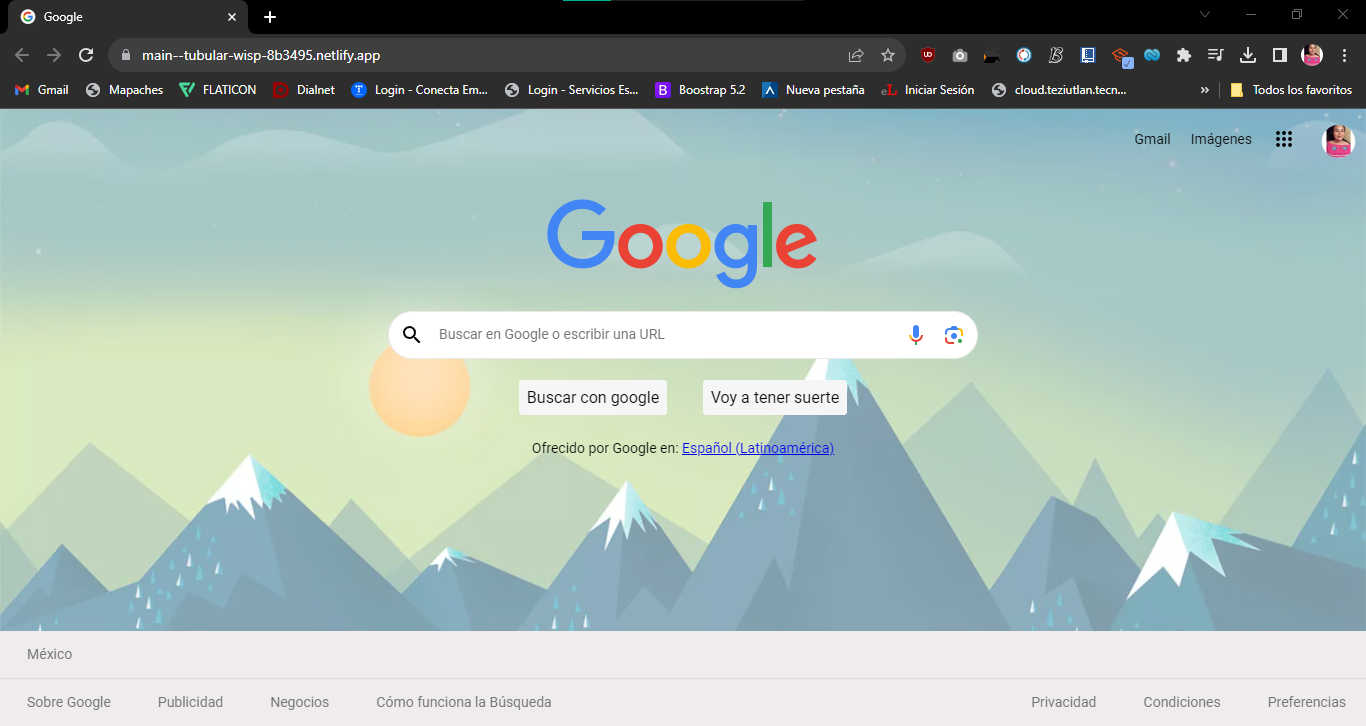 Google
main--tubular-wisp-8b3495.netlify.app
Gmail Mapaches FLATICON Dialnet Login - Conecta Em... Login - Servicios Es... B Boostrap 5.2 Nueva pestaña eL Iniciar Sesión cloud.teziutlan.tecn... » Todos los favoritos
Gmail Imágenes
Google
Buscar en Google o escribir una URL
Buscar con google Voy a tener suerte
Ofrecido por Google en: Español (Latinoamérica)
México
Sobre Google Publicidad Negocios Cómo funciona la Búsqueda Privacidad Condiciones Preferencias